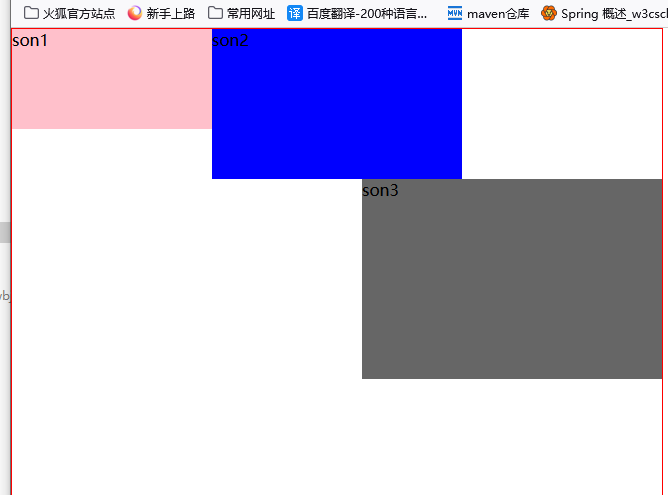 火狐官方站点 新手上路 常用网址 译 百度翻译-200种语言... MVN maven仓库 Spring 概述_w3csc
son1 son2
son3